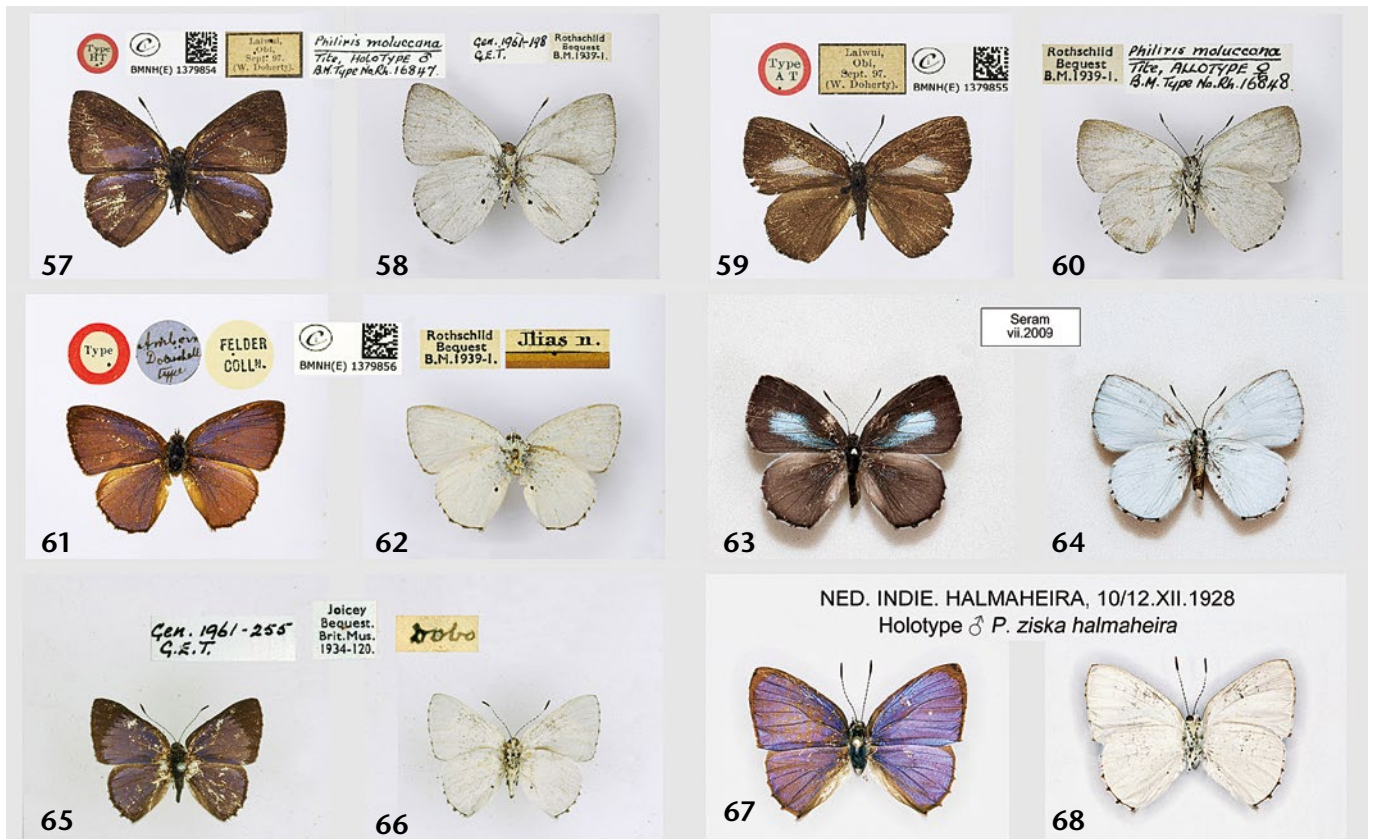 Type
HT
BMNH(E) 1379854
Laiwui,
Obi,
Sept. 97.
(W. Doherty).
Philiris moluccana
Tite, HOLOTYPE ♂
B.M. Type No. Rh. 16847.
Gen. 1961-198
G.E.T.
Rothschild
Bequest
B.M.1939-1.
57
58
Type
A T
Laiwui,
Obi,
Sept. 97.
(W. Doherty).
BMNH(E) 1379855
Rothschild
Bequest
B.M.1939-1.
Philiris moluccana
Tite, ALLOTYPE ♀
B.M. Type No. Rh. 16848.
59
60
Type
type
FELDER
COLLN.
BMNH(E) 1379856
Rothschild
Bequest
B.M.1939-1.
Ilias n.
61
62
Seram
vii.2009
63
64
Gen. 1961-255
G.E.T.
Joicey
Bequest.
Brit.Mus.
1934-120.
Dobo
65
66
NED. INDIE. HALMAHEIRA, 10/12.XII.1928
Holotype ♂ P. ziska halmaheira
67
68